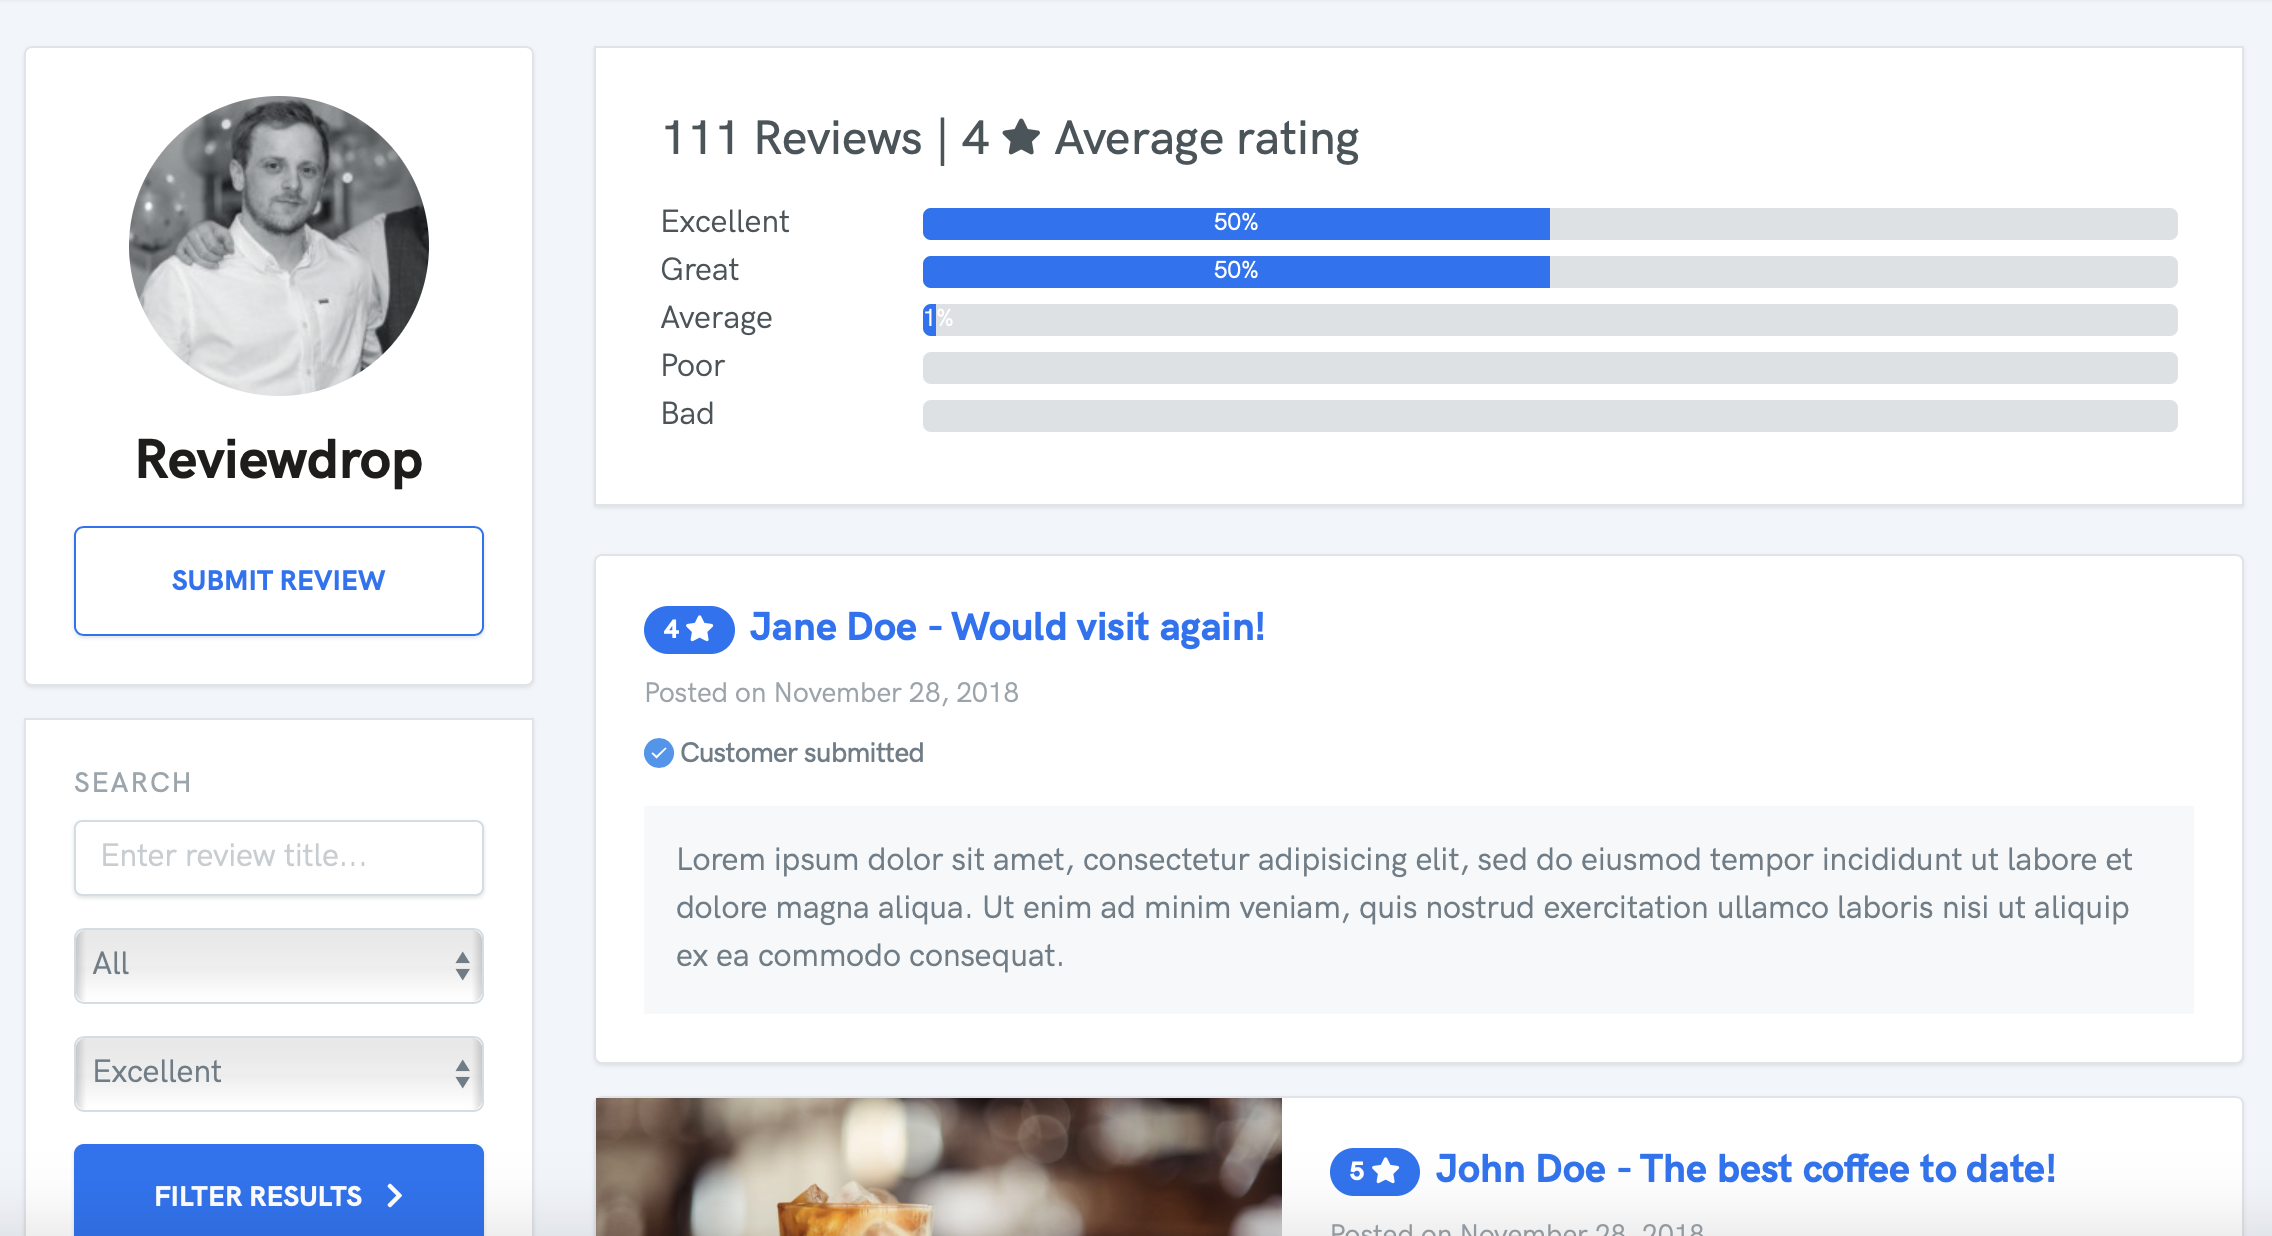 Reviewdrop
SUBMIT REVIEW
SEARCH
Enter review title...
All
Excellent
FILTER RESULTS
111 Reviews | 4 ★ Average rating
Excellent 50%
Great 50%
Average 1%
Poor
Bad
4 ★ Jane Doe - Would visit again!
Posted on November 28, 2018
Customer submitted
Lorem ipsum dolor sit amet, consectetur adipisicing elit, sed do eiusmod tempor incididunt ut labore et
dolore magna aliqua. Ut enim ad minim veniam, quis nostrud exercitation ullamco laboris nisi ut aliquip
ex ea commodo consequat.
5 ★ John Doe - The best coffee to date!
Posted on November 28, 2018